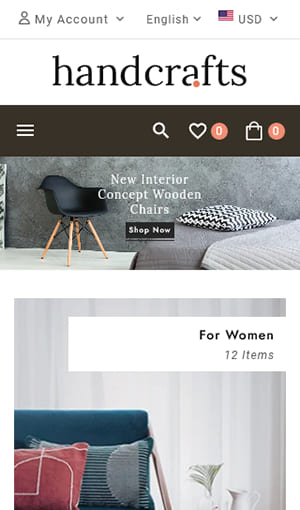 My Account English USD
handcrafts
0 0
New Interior
Concept Wooden
Chairs
Shop Now
For Women
12 Items